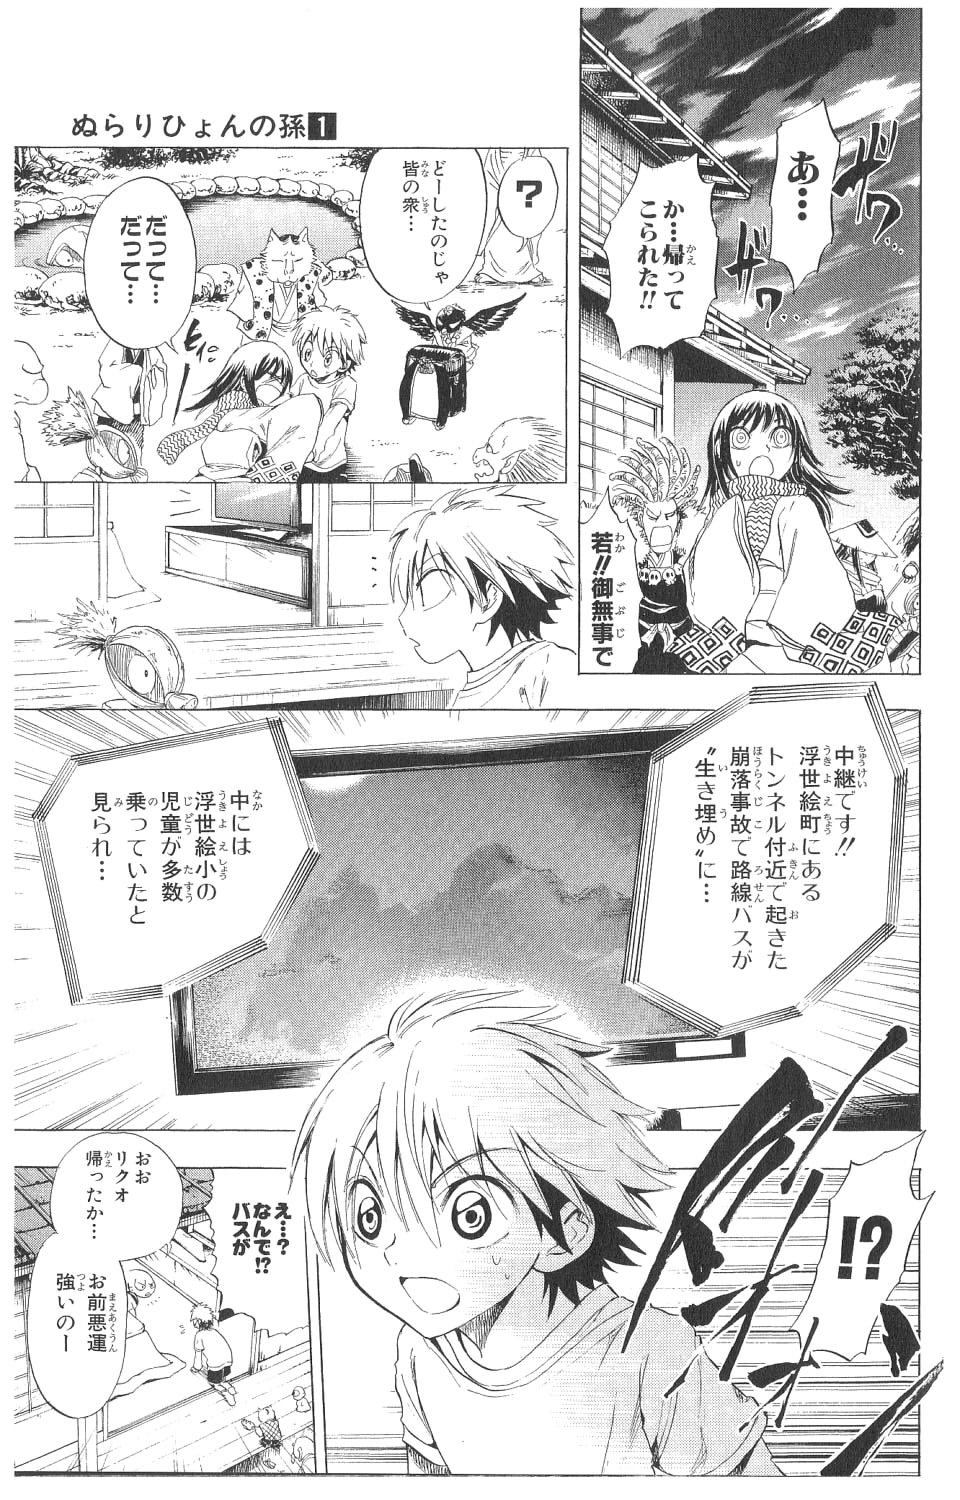 ぬらりひょんの孫1
あ…
か…帰って
こられた!!
ドワ…
ドワ…
若!!御無事で
?
どーしたのじゃ
皆の衆…
だって…
だって…
中継です!!
浮世絵町にある
トンネル付近で起きた
崩落事故で路線バスが
〝生き埋め〟に…
中には
浮世絵小の
児童が多数
乗っていたと
見られ…
!?
え…?
なんで!?
バスが
おお
リクオ
帰ったか…
お前悪運
強いのー